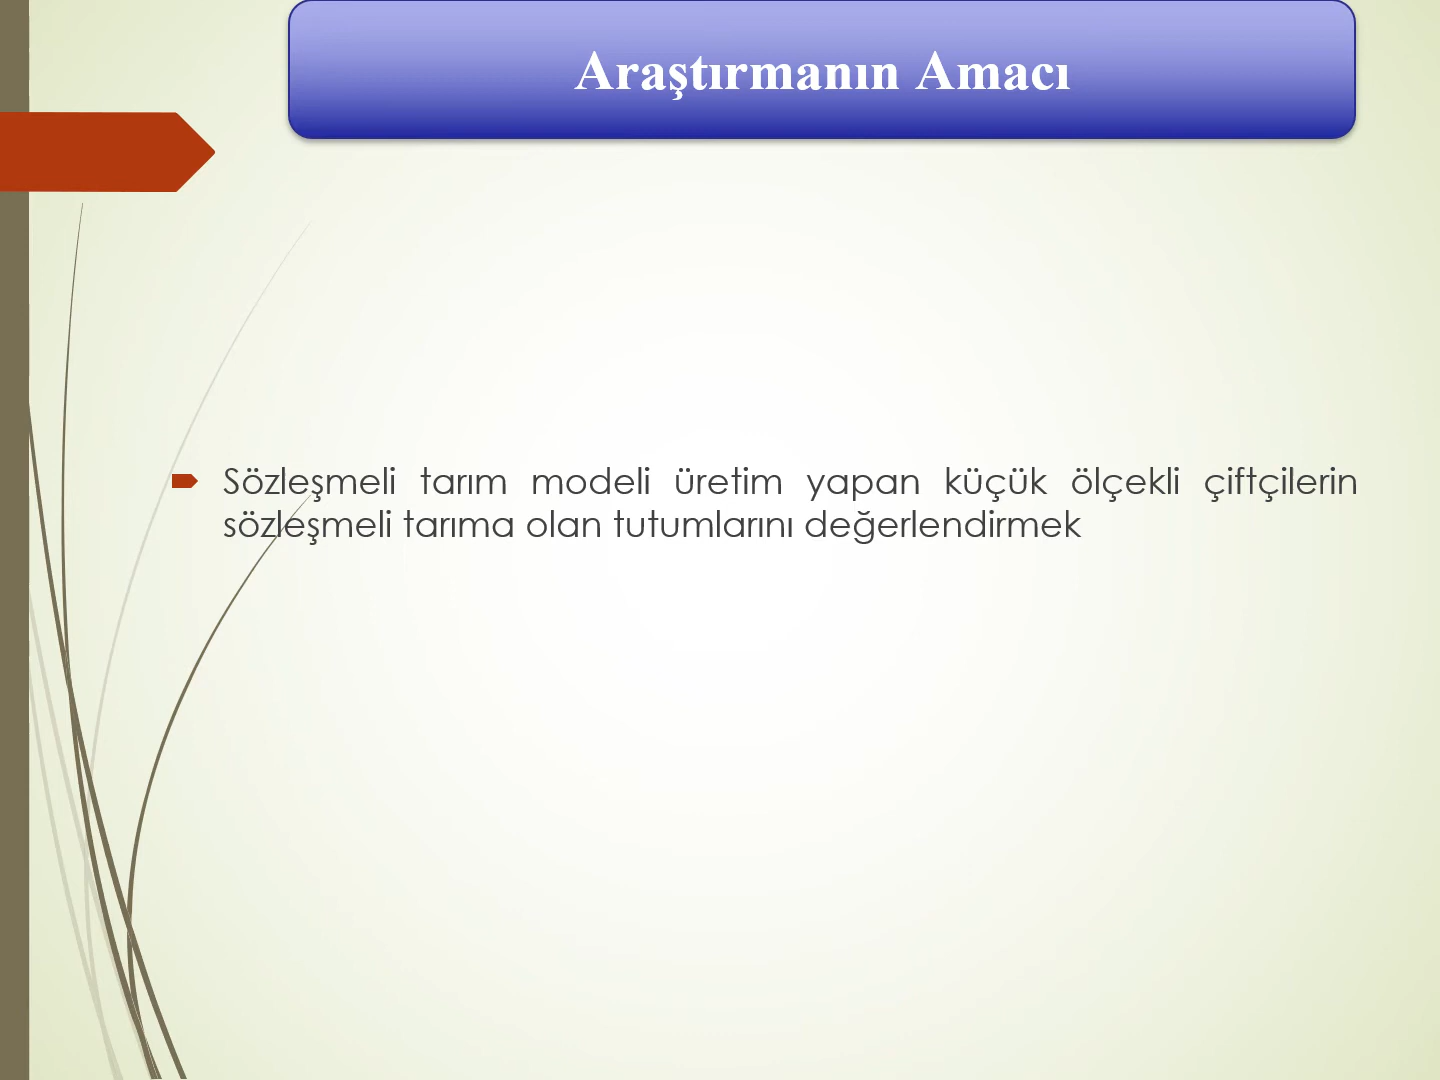 Araştırmanın Amacı
Sözleşmeli tarım modeli üretim yapan küçük ölçekli çiftçilerin
sözleşmeli tarıma olan tutumlarını değerlendirmek